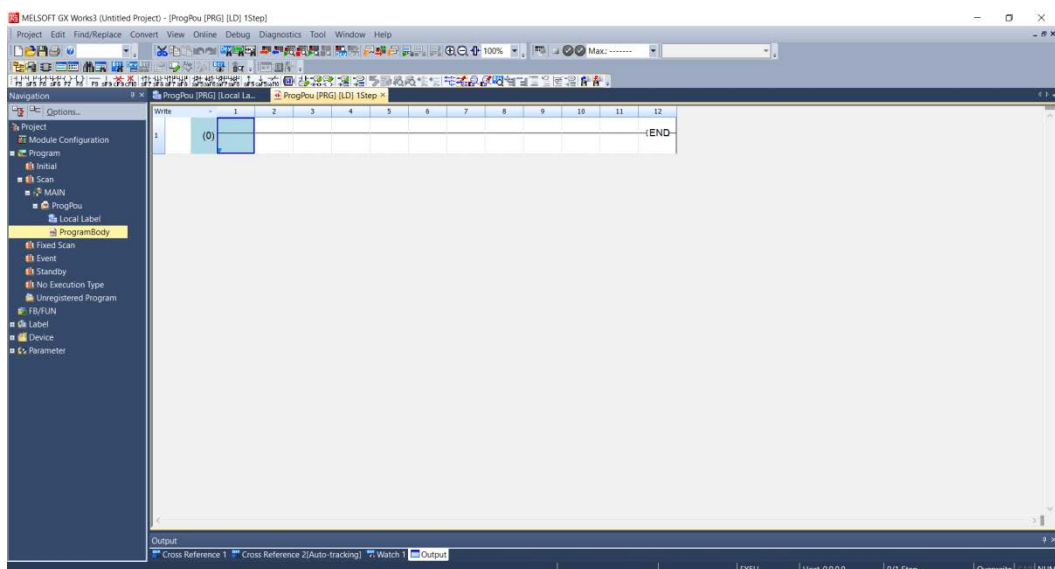 MELSOFT GX Works3 (Untitled Project) - [ProgPou [PRG] [LD] 1Step]
Project Edit Find/Replace Convert View Online Debug Diagnostics Tool Window Help
100% Max.: -------
Navigation
ProgPou [PRG] [Local La...
ProgPou [PRG] [LD] 1Step
Options...
Write 1 2 3 4 5 6 7 8 9 10 11 12
1 (0) END
Project
Module Configuration
Program
Initial
Scan
MAIN
ProgPou
Local Label
ProgramBody
Fixed Scan
Event
Standby
No Execution Type
Unregistered Program
FB/FUN
Label
Device
Parameter
Output
Cross Reference 1 Cross Reference 2[Auto-tracking] Watch 1 Output